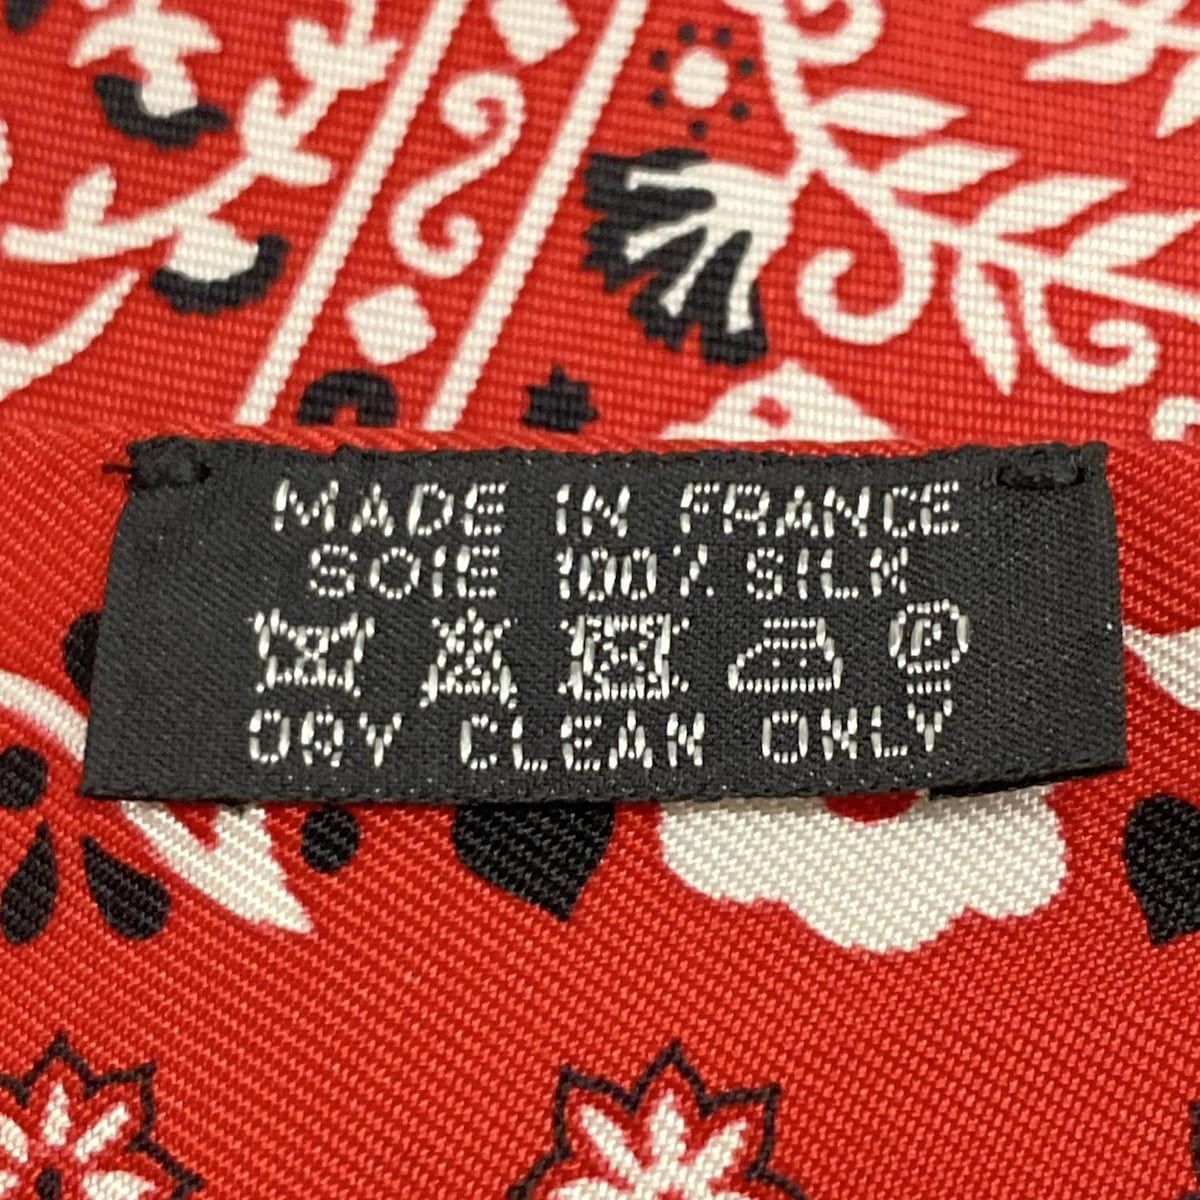 MADE IN FRANCE
SOIE 100% SILK
P
DRY CLEAN ONLY